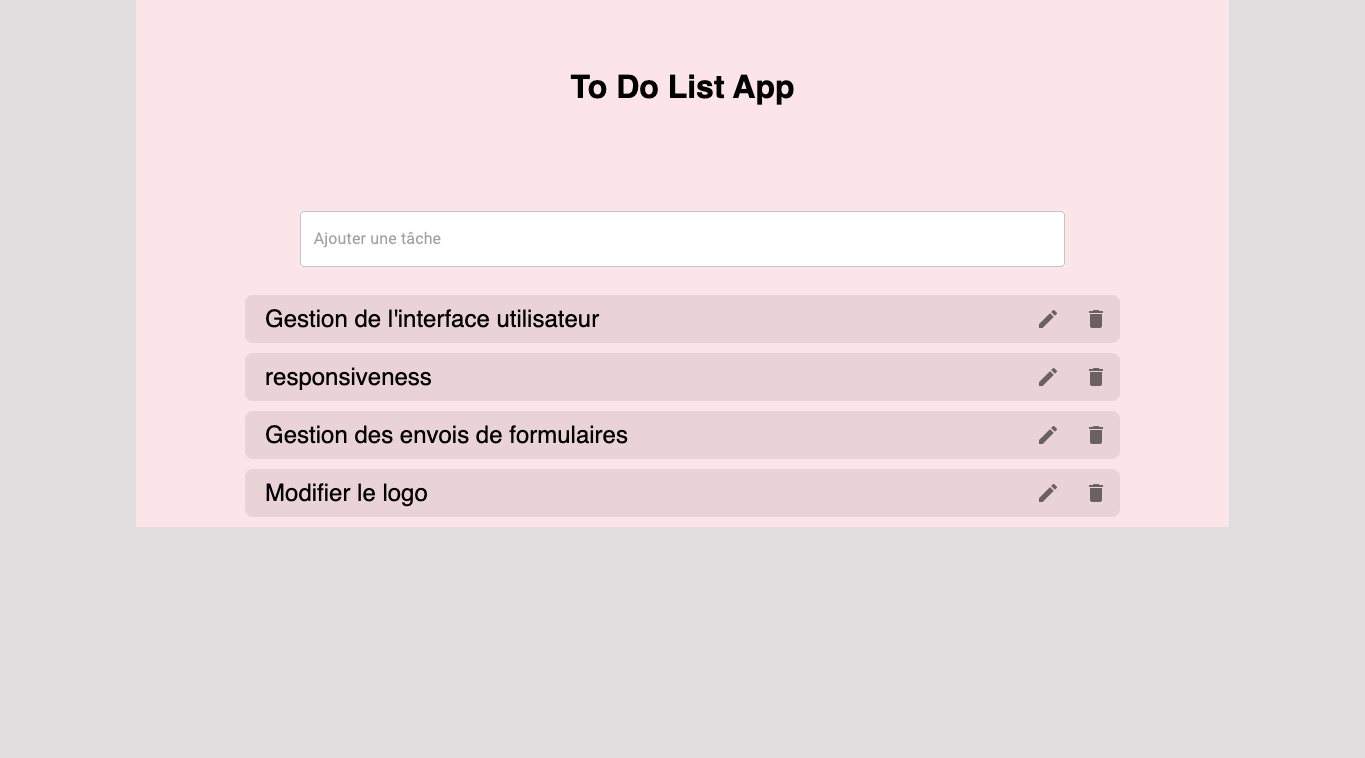 To Do List App
Ajouter une tâche
Gestion de l'interface utilisateur
responsiveness
Gestion des envois de formulaires
Modifier le logo